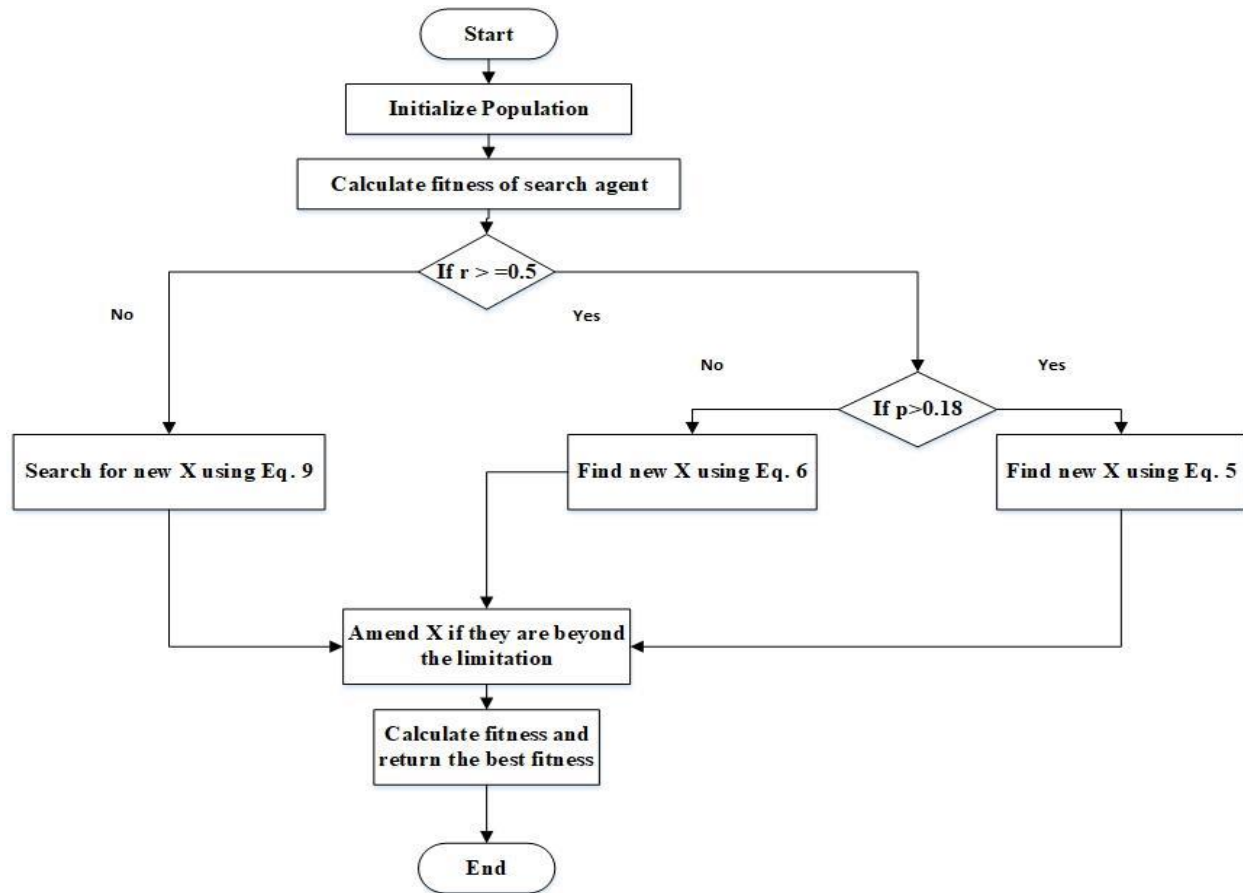 Start
Initialize Population
Calculate fitness of search agent
If r > =0.5
No
Yes
No
Yes
If p>0.18
Search for new X using Eq. 9
Find new X using Eq. 6
Find new X using Eq. 5
Amend X if they are beyond
the limitation
Calculate fitness and
return the best fitness
End